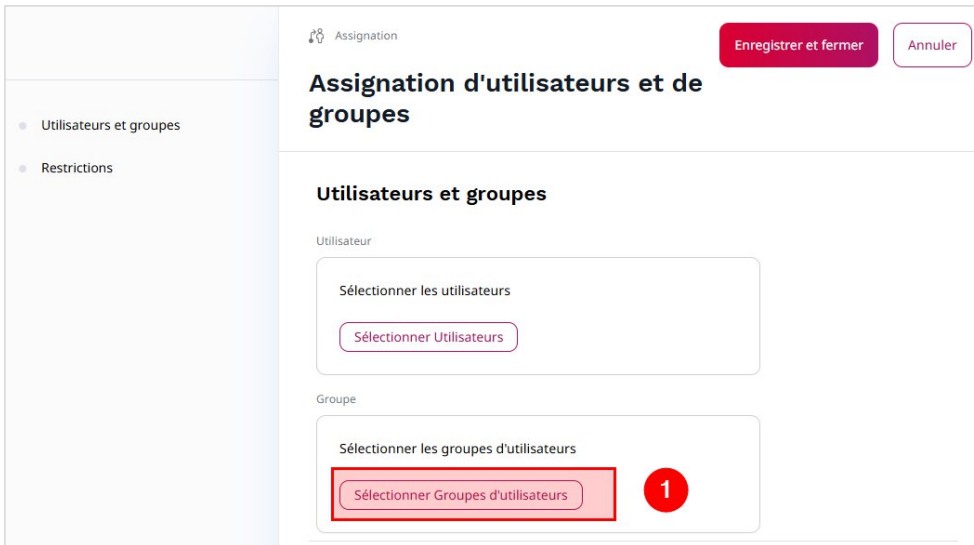 Assignation
Enregistrer et fermer
Annuler
Assignation d'utilisateurs et de
groupes
Utilisateurs et groupes
Restrictions
Utilisateurs et groupes
Utilisateur
Sélectionner les utilisateurs
Sélectionner Utilisateurs
Groupe
Sélectionner les groupes d'utilisateurs
Sélectionner Groupes d'utilisateurs
1